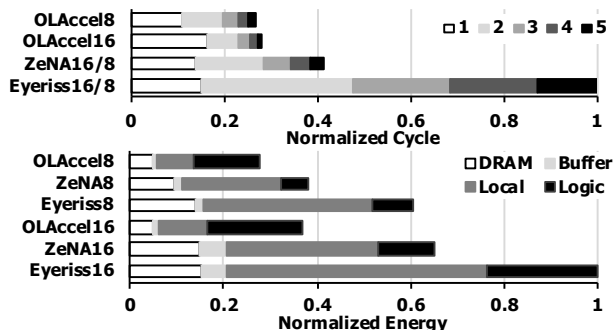 OLAccel8
OLAccel16
ZeNA16/8
Eyeriss16/8
1 2 3 4 5
0 0.2 0.4 0.6 0.8 1
Normalized Cycle
OLAccel8
ZeNA8
Eyeriss8
OLAccel16
ZeNA16
Eyeriss16
DRAM Buffer
Local Logic
0 0.2 0.4 0.6 0.8 1
Normalized Energy